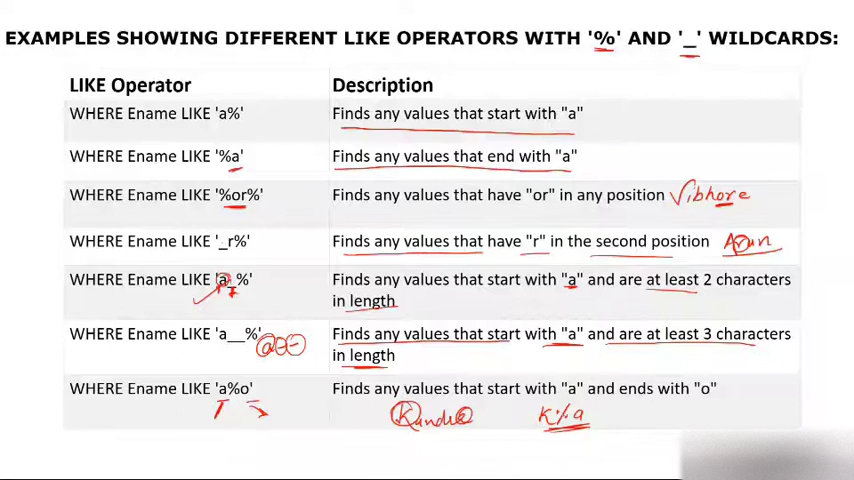 EXAMPLES SHOWING DIFFERENT LIKE OPERATORS WITH '%' AND '_' WILDCARDS:
LIKE Operator Description
WHERE Ename LIKE 'a%' Finds any values that start with "a"
WHERE Ename LIKE '%a' Finds any values that end with "a"
WHERE Ename LIKE '%or%' Finds any values that have "or" in any position Vibhore
WHERE Ename LIKE '_r%' Finds any values that have "r" in the second position Arun
WHERE Ename LIKE 'a_%' Finds any values that start with "a" and are at least 2 characters
in length
WHERE Ename LIKE 'a__%' Finds any values that start with "a" and are at least 3 characters
a--
in length
WHERE Ename LIKE 'a%o' Finds any values that start with "a" and ends with "o"
K%a